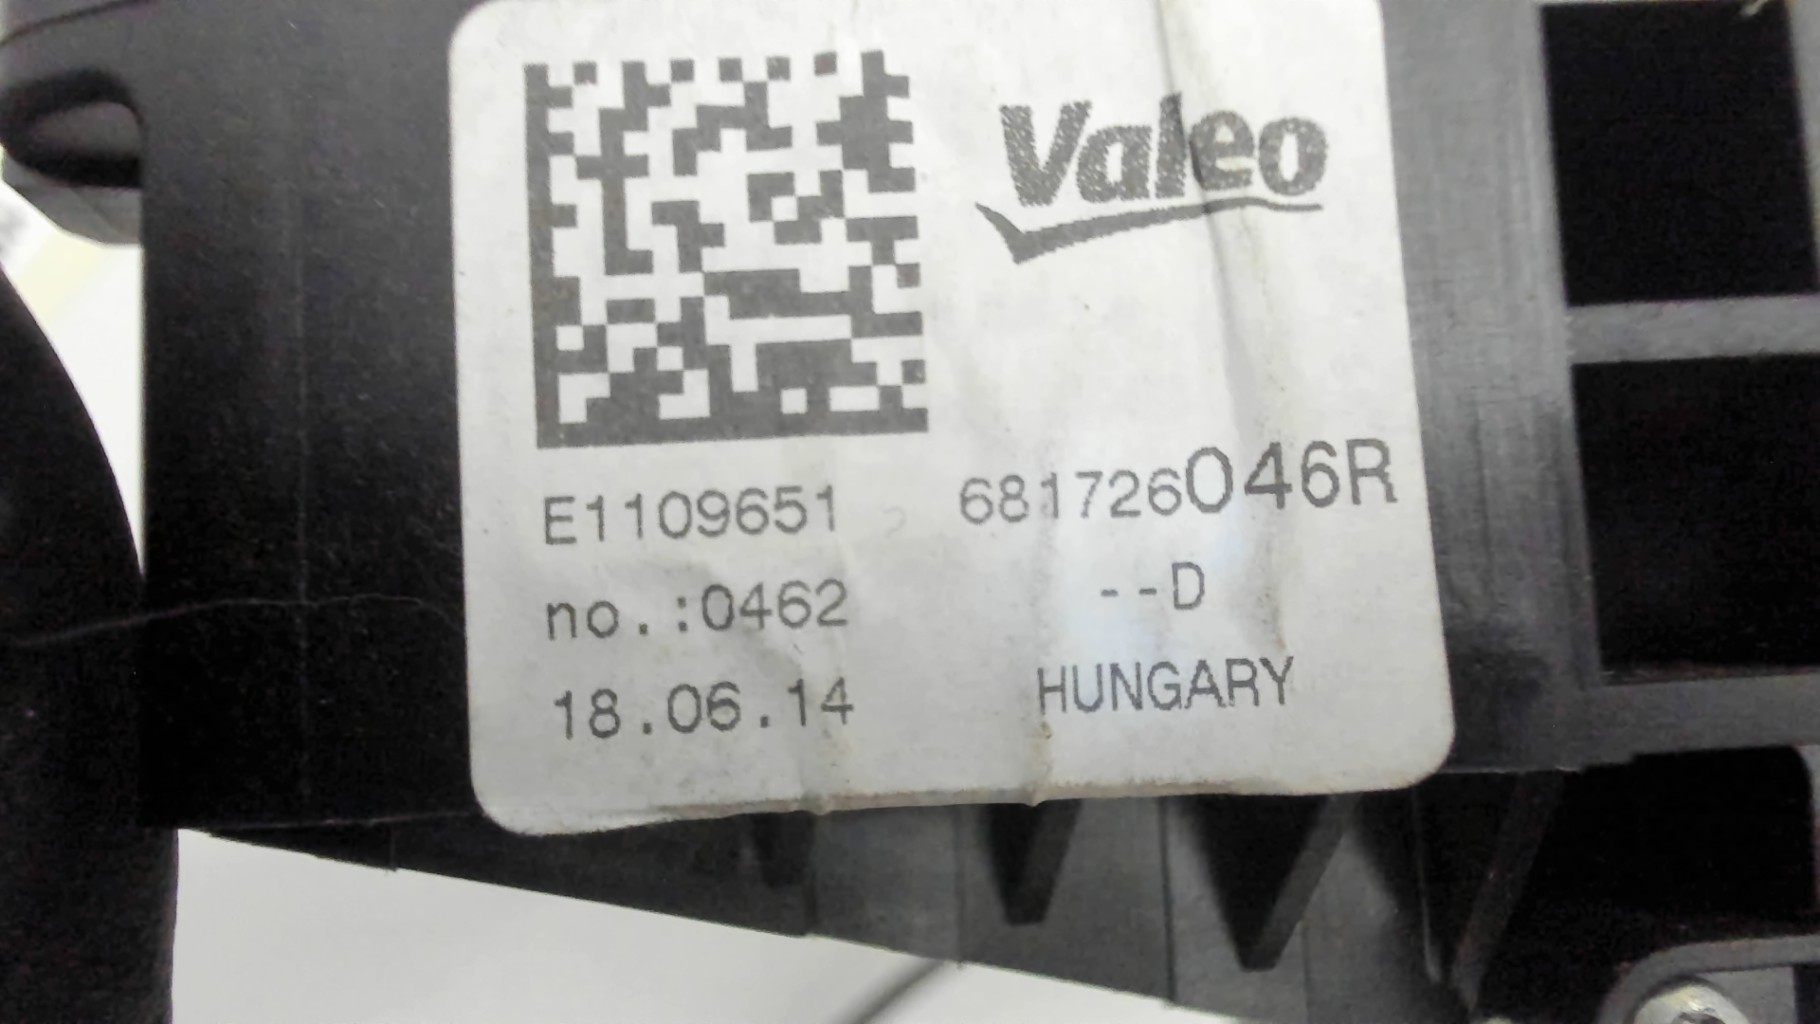 Valeo
E1109651 681726046R
no.:0462 --D
18.06.14 HUNGARY